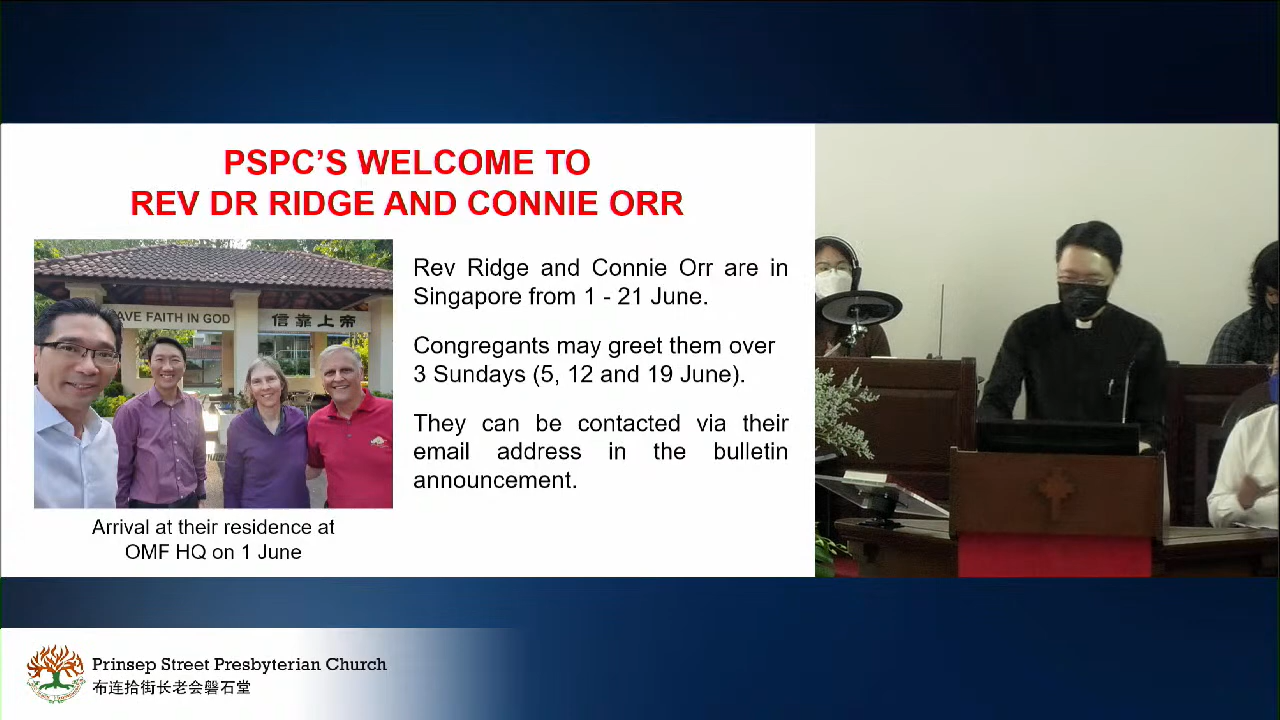 PSPC'S WELCOME TO
REV DR RIDGE AND CONNIE ORR
AVE FAITH IN GOD
信靠上帝
Rev Ridge and Connie Orr are in
Singapore from 1 - 21 June.
Congregants may greet them over
3 Sundays (5, 12 and 19 June).
They can be contacted via their
email address in the bulletin
announcement.
Arrival at their residence at
OMF HQ on 1 June
Prinsep Street Presbyterian Church
布连拾街长老会磐石堂